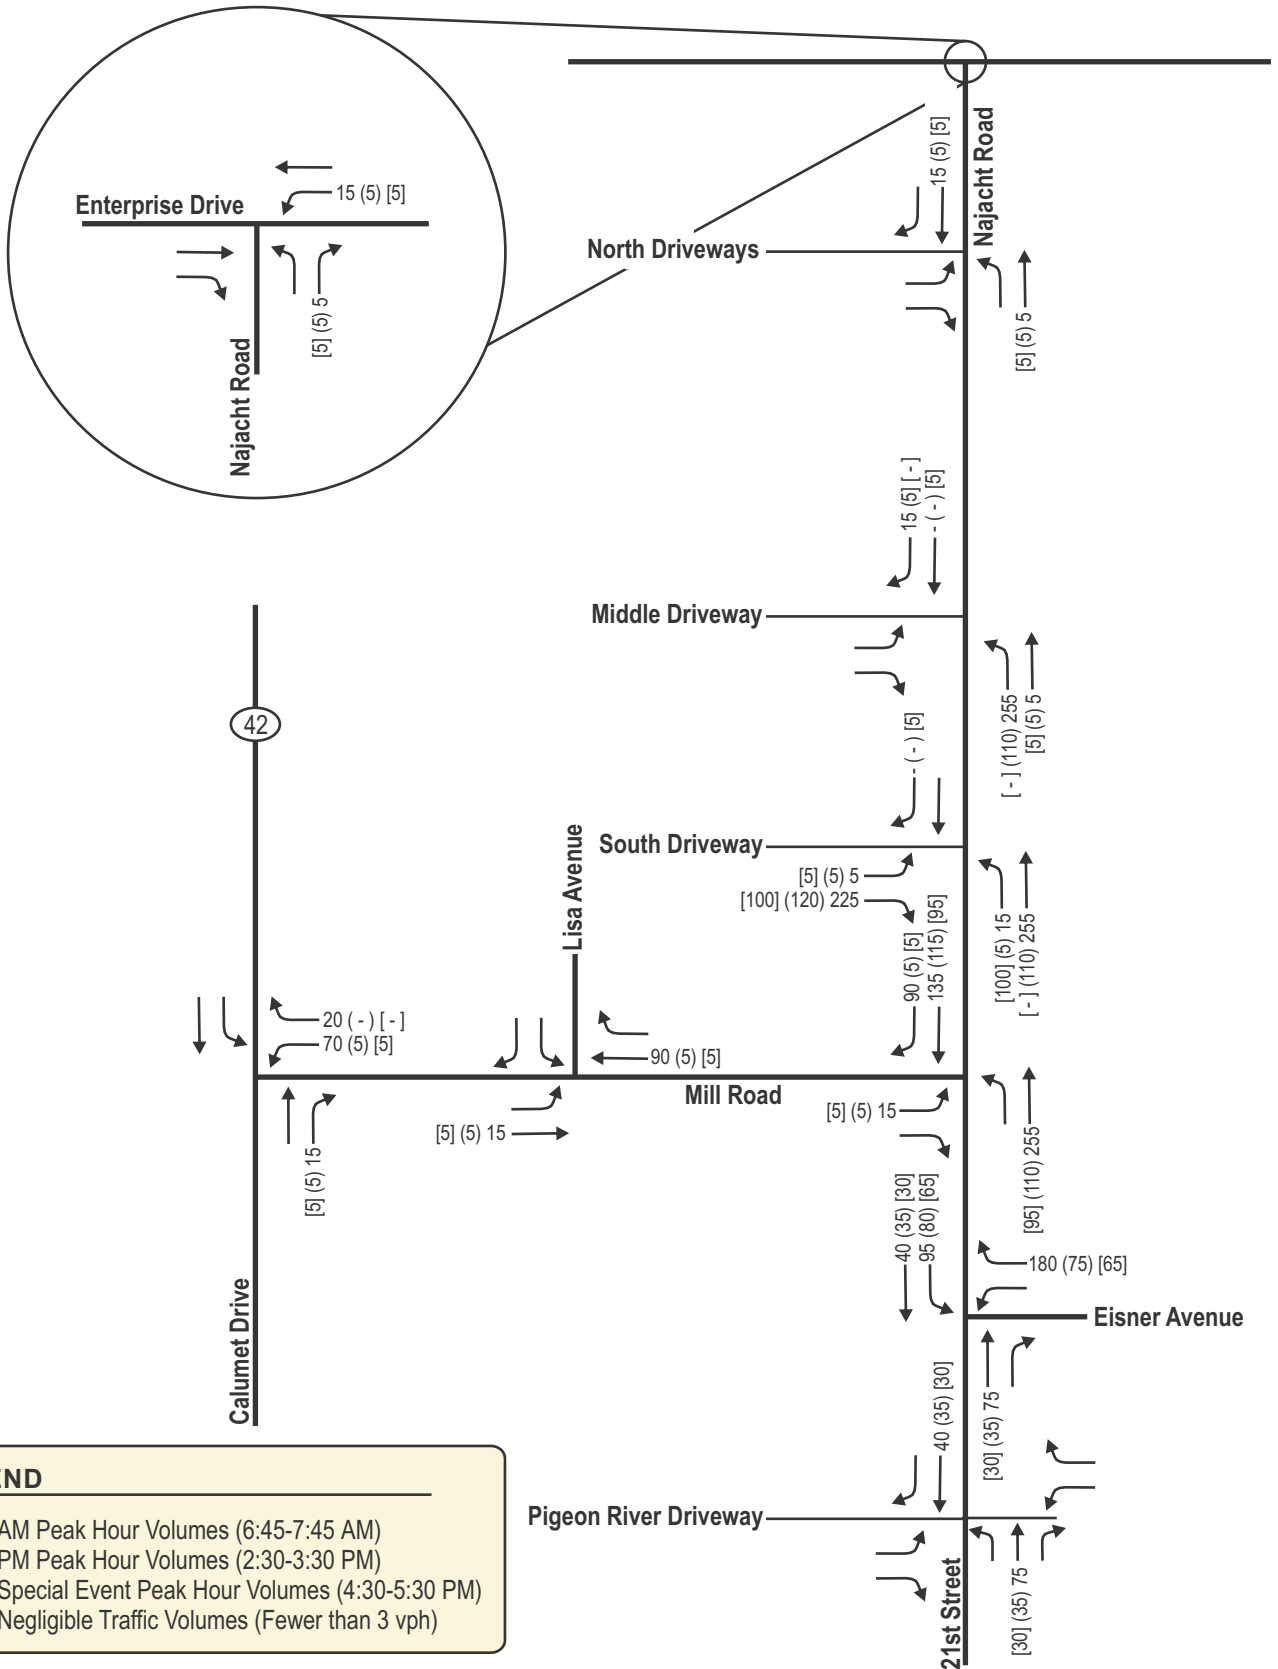 Najacht Road
15 (5) [5]
15 (5) [5]
Enterprise Drive
[5] (5) 5
Najacht Road
North Driveways
[5] (5) 5
15 (5] [ - ]
- ( - ) [5]
Middle Driveway
[ - ] (110) 255
[5] (5) 5
42
- ( - ) [5]
South Driveway
[5] (5) 5
[100] (120) 225
Lisa Avenue
90 (5) [5]
135 (115) [95]
[100] (5) 15
[ - ] (110) 255
20 ( - ) [ - ]
70 (5) [5]
90 (5) [5]
Mill Road
[5] (5) 15
[5] (5) 15
[5] (5) 15
[95] (110) 255
40 (35) [30]
95 (80) [65]
180 (75) [65]
Eisner Avenue
Calumet Drive
40 (35) [30]
[30] (35) 75
Pigeon River Driveway
[30] (35) 75
21st Street
END
AM Peak Hour Volumes (6:45-7:45 AM)
PM Peak Hour Volumes (2:30-3:30 PM)
Special Event Peak Hour Volumes (4:30-5:30 PM)
Negligible Traffic Volumes (Fewer than 3 vph)